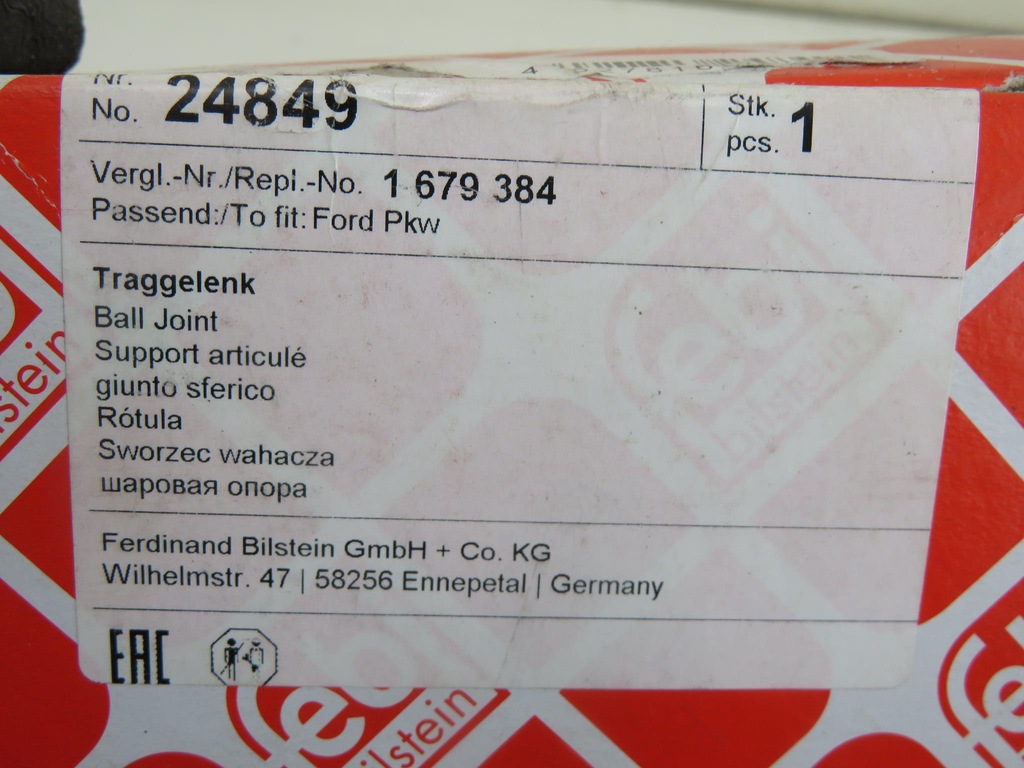 Nr.
No. 24849
Stk.
pcs. 1
Vergl.-Nr./Repl.-No. 1 679 384
Passend:/To fit: Ford Pkw
Traggelenk
Ball Joint
Support articulé
giunto sferico
Rótula
Sworzec wahacza
шаровая опора
Ferdinand Bilstein GmbH + Co. KG
Wilhelmstr. 47 | 58256 Ennepetal | Germany
EAC
febi
bilstein